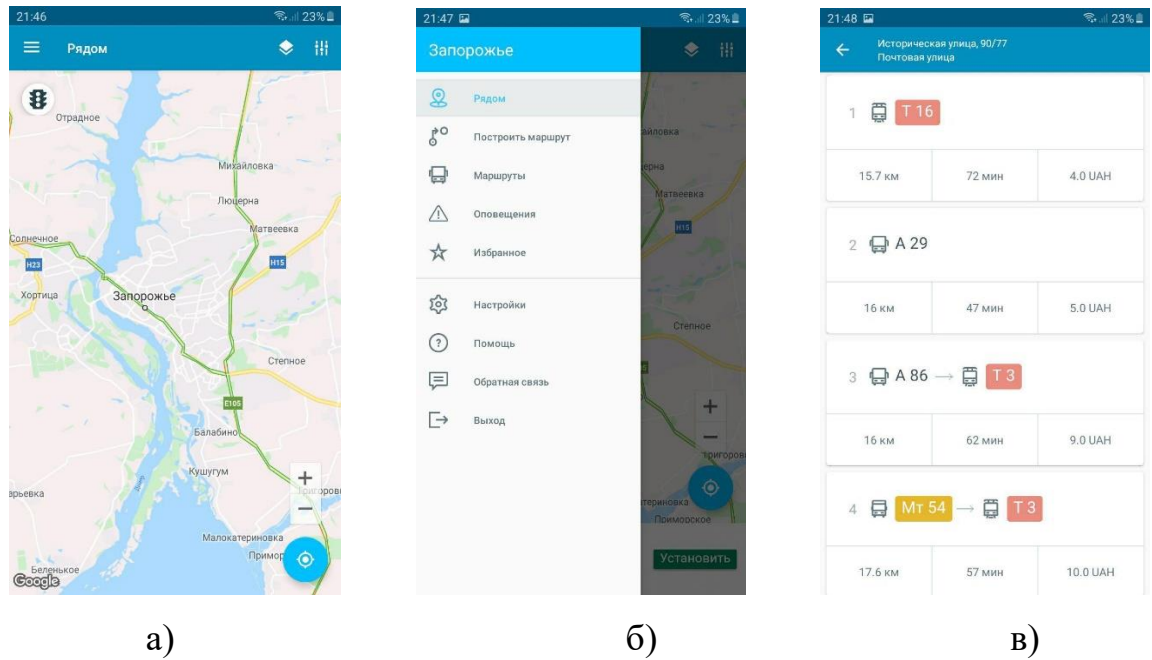 21:46
23%
Рядом
Отрадное
Михайловка
Люцерна
Матвеевка
Солнечное
H23
H15
Хортица
Запорожье
Степное
E105
Балабино
Кушугум
Малокатериновка
Беленькое
Google
21:47
23%
Запорожье
Рядом
Построить маршрут
Маршруты
Оповещения
Избранное
Настройки
Помощь
Обратная связь
Выход
Матвеевка
H15
Степное
Приморское
Установить
21:48
23%
Историческая улица, 90/77
Почтовая улица
1 Т 16
15.7 км 72 мин 4.0 UAH
2 А 29
16 км 47 мин 5.0 UAH
3 А 86 → Т 3
16 км 62 мин 9.0 UAH
4 Мт 54 → Т 3
17.6 км 57 мин 10.0 UAH
а) б) в)